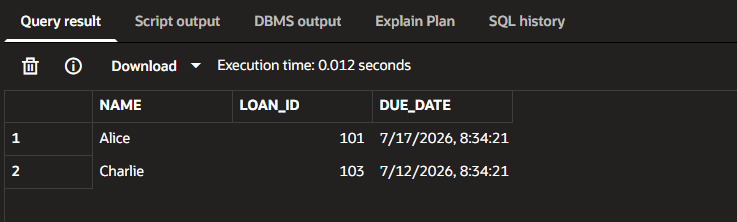 Query result Script output DBMS output Explain Plan SQL history
Download Execution time: 0.012 seconds
NAME LOAN_ID DUE_DATE
1 Alice 101 7/17/2026, 8:34:21
2 Charlie 103 7/12/2026, 8:34:21